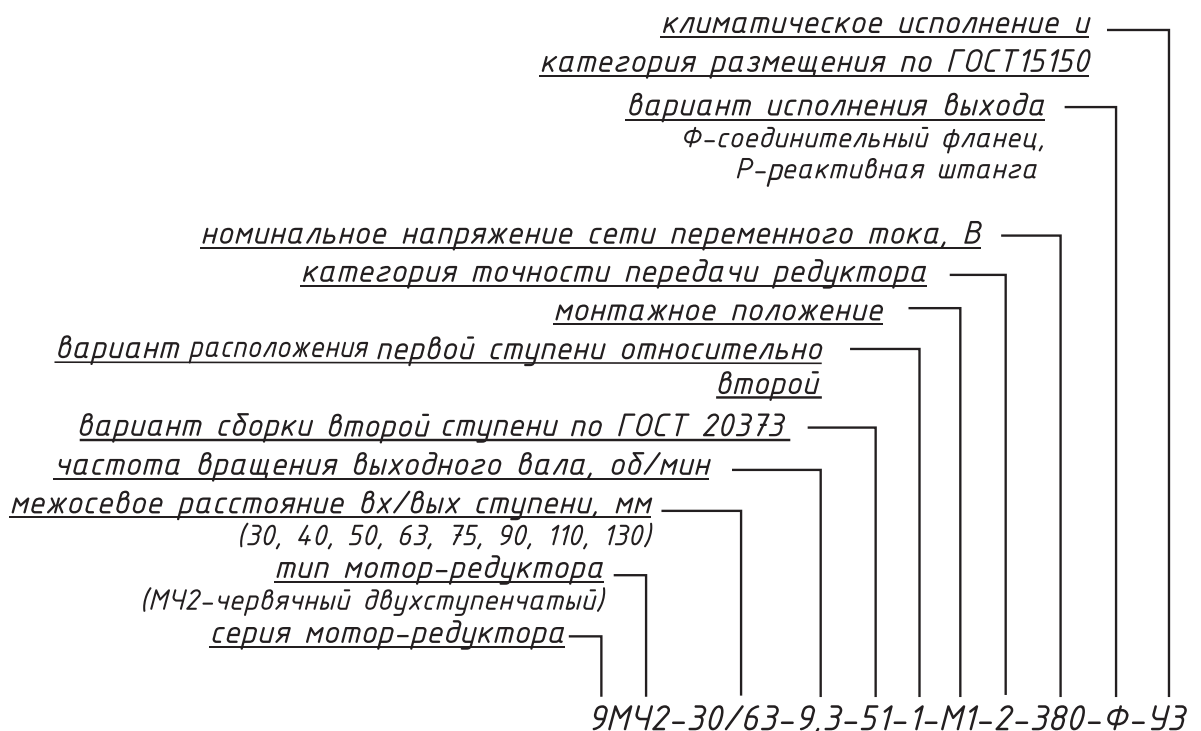 климатическое исполнение и
категория размещения по ГОСТ15150
вариант исполнения выхода
Ф-соединительный фланец,
Р-реактивная штанга
номинальное напряжение сети переменного тока, В
категория точности передачи редуктора
монтажное положение
вариант расположения первой ступени относительно
второй
вариант сборки второй ступени по ГОСТ 20373
частота вращения выходного вала, об/мин
межосевое расстояние вх/вых ступени, мм
(30, 40, 50, 63, 75, 90, 110, 130)
тип мотор-редуктора
(МЧ2-червячный двухступенчатый)
серия мотор-редуктора
9МЧ2-30/63-9,3-51-1-М1-2-380-Ф-У3